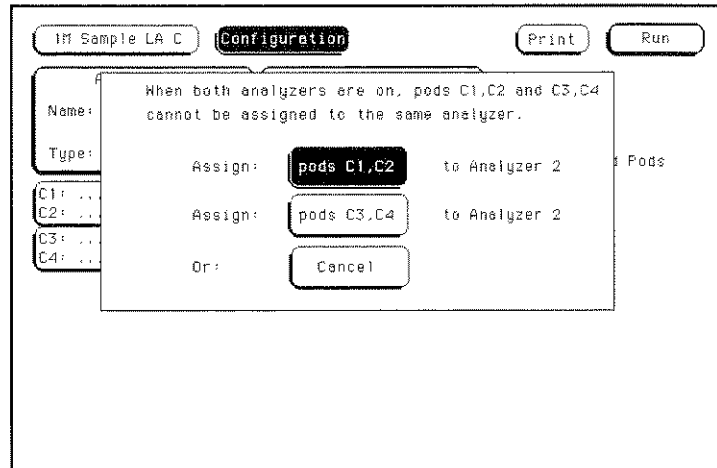 1M Sample LA C Configuration Print Run
When both analyzers are on, pods C1,C2 and C3,C4
cannot be assigned to the same analyzer.
Name:
Type:
Assign: pods C1,C2 to Analyzer 2
Pods
C1: ...
C2: ...
Assign: pods C3,C4 to Analyzer 2
C3: ...
C4: ...
Or: Cancel